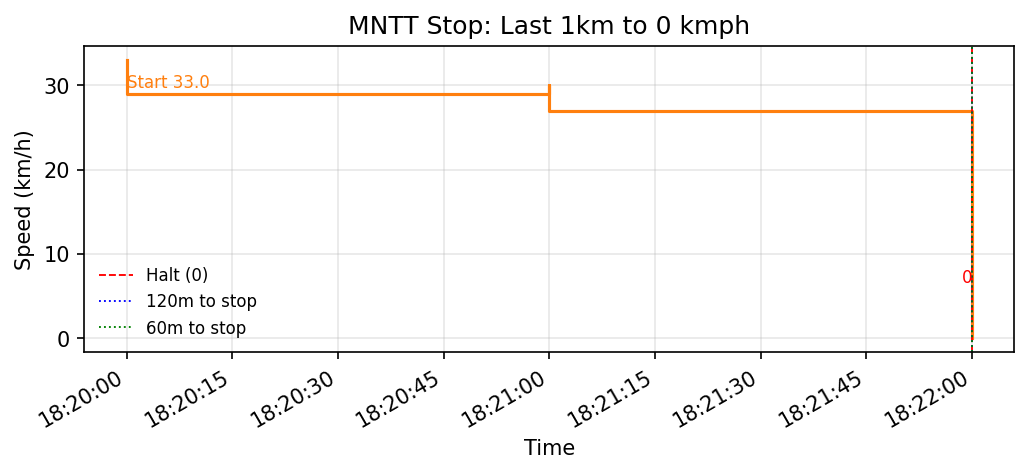 MNTT Stop: Last 1km to 0 kmph
Speed (km/h)
30
20
10
0
Start 33.0
0
Halt (0)
120m to stop
60m to stop
18:20:00
18:20:15
18:20:30
18:20:45
18:21:00
18:21:15
18:21:30
18:21:45
18:22:00
Time